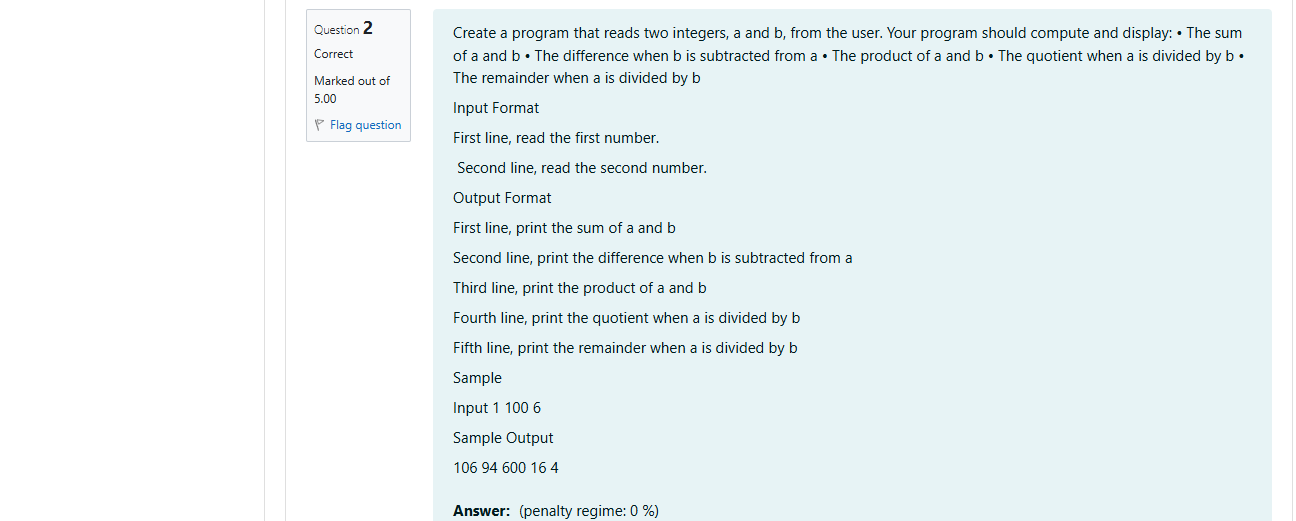 Question 2
Correct
Marked out of
5.00
Flag question
Create a program that reads two integers, a and b, from the user. Your program should compute and display: • The sum
of a and b • The difference when b is subtracted from a • The product of a and b • The quotient when a is divided by b •
The remainder when a is divided by b
Input Format
First line, read the first number.
Second line, read the second number.
Output Format
First line, print the sum of a and b
Second line, print the difference when b is subtracted from a
Third line, print the product of a and b
Fourth line, print the quotient when a is divided by b
Fifth line, print the remainder when a is divided by b
Sample
Input 1 100 6
Sample Output
106 94 600 16 4
Answer: (penalty regime: 0 %)